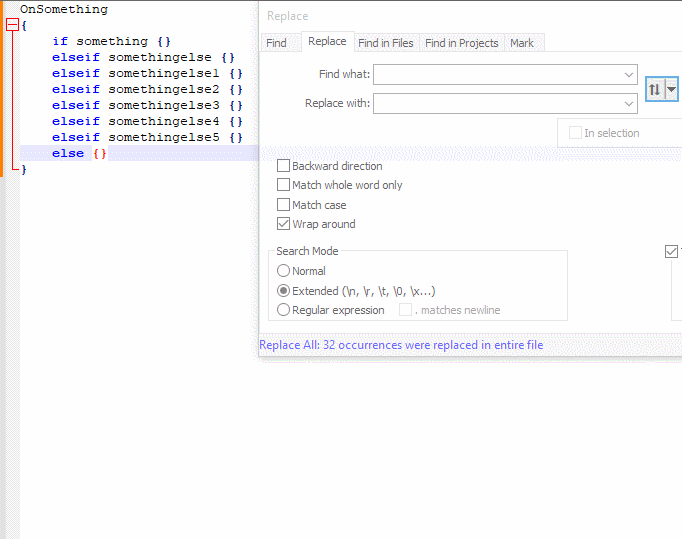 OnSomething
{
if something {}
elseif somethingelse {}
elseif somethingelse1 {}
elseif somethingelse2 {}
elseif somethingelse3 {}
elseif somethingelse4 {}
elseif somethingelse5 {}
else {}
}
Replace
Find Replace Find in Files Find in Projects Mark
Find what:
Replace with:
In selection
Backward direction
Match whole word only
Match case
Wrap around
Search Mode
Normal
Extended (\n, \r, \t, \0, \x...)
Regular expression . matches newline
Replace All: 32 occurrences were replaced in entire file